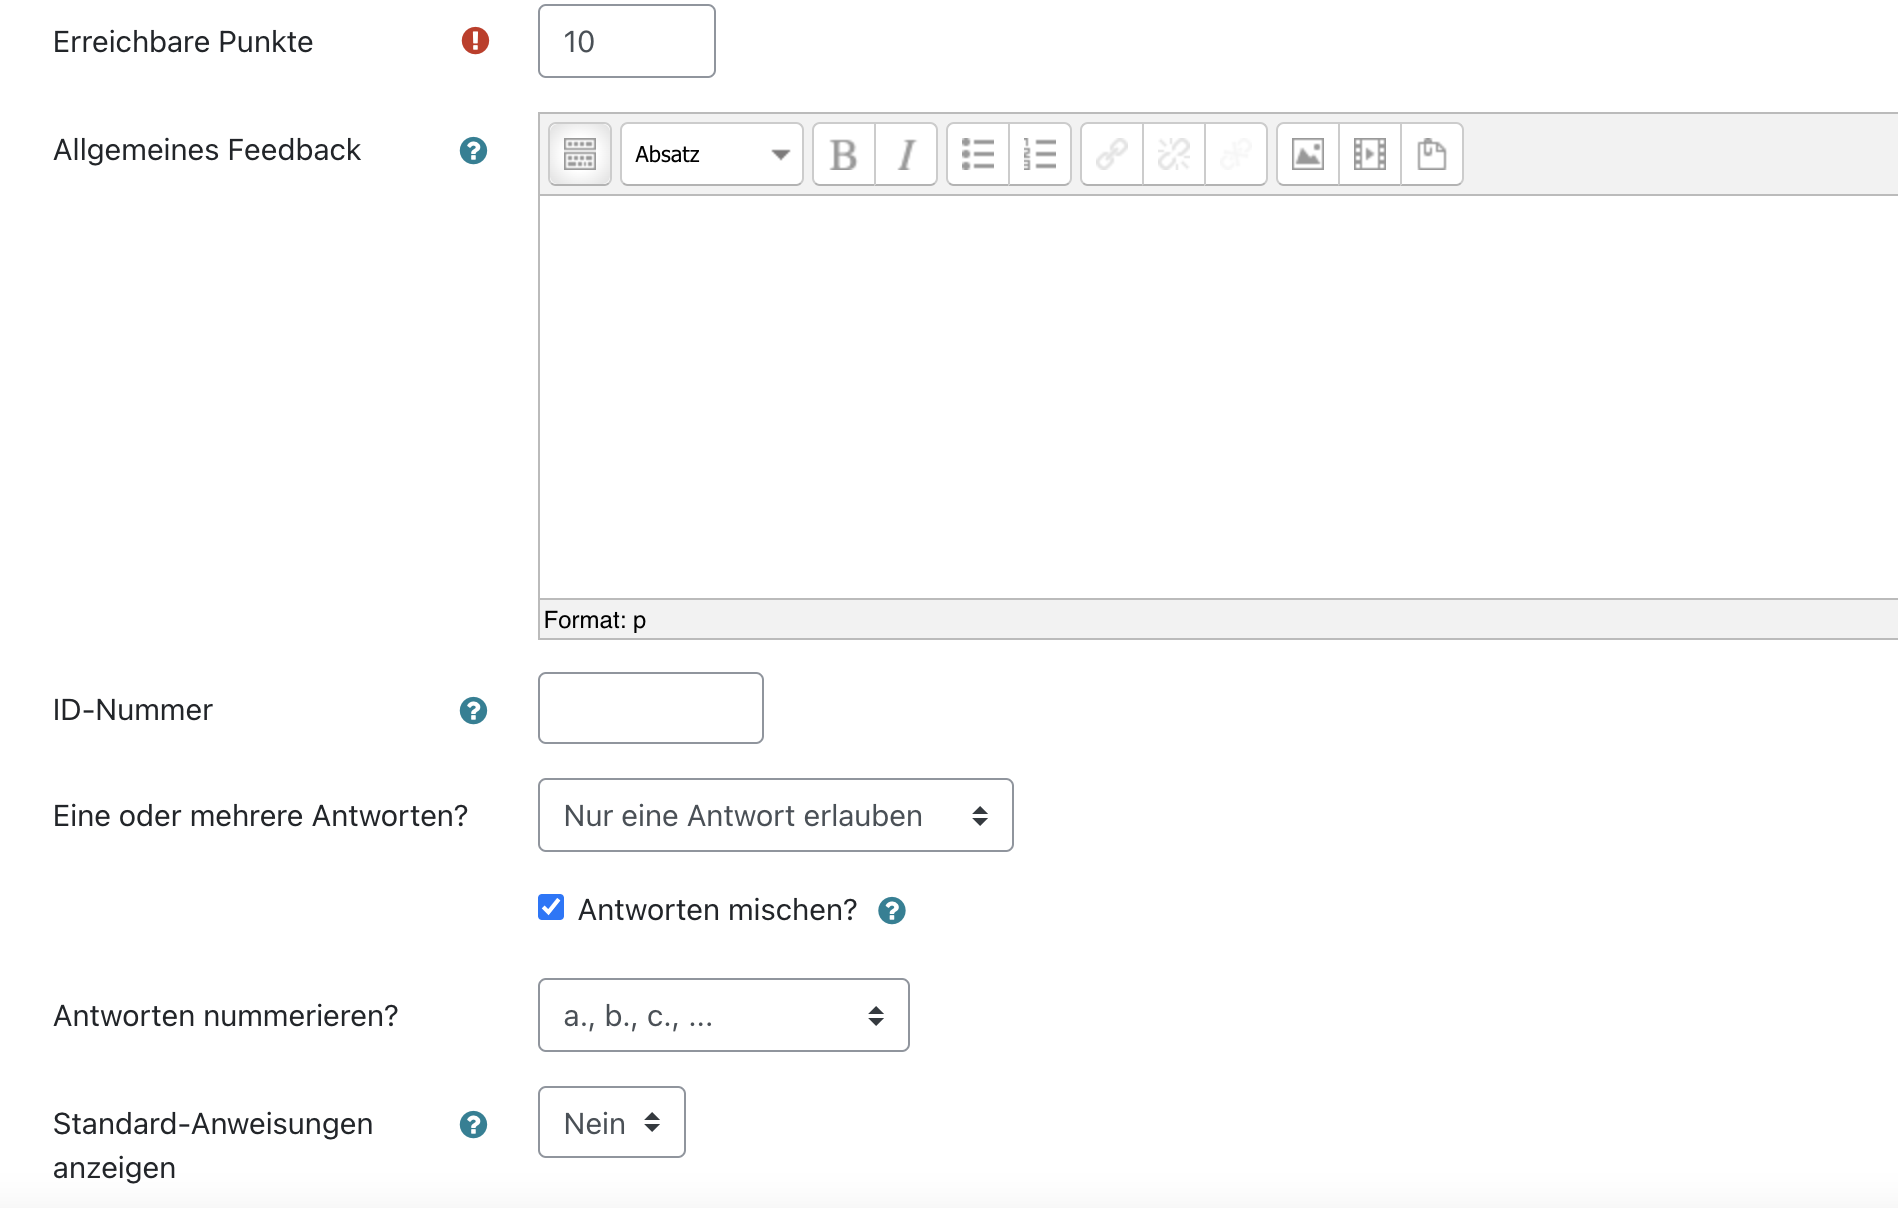 Erreichbare Punkte
10
Allgemeines Feedback
Absatz
B I
Format: p
ID-Nummer
Eine oder mehrere Antworten?
Nur eine Antwort erlauben
Antworten mischen?
Antworten nummerieren?
a., b., c., ...
Standard-Anweisungen
anzeigen
Nein